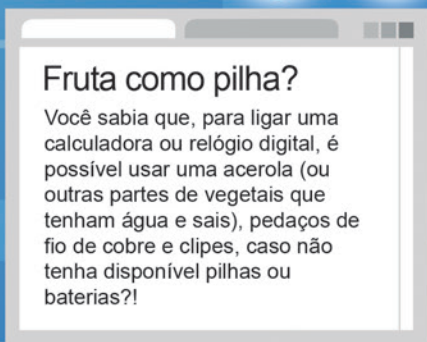 Fruta como pilha?
Você sabia que, para ligar uma
calculadora ou relógio digital, é
possível usar uma acerola (ou
outras partes de vegetais que
tenham água e sais), pedaços de
fio de cobre e clipes, caso não
tenha disponível pilhas ou
baterias?!